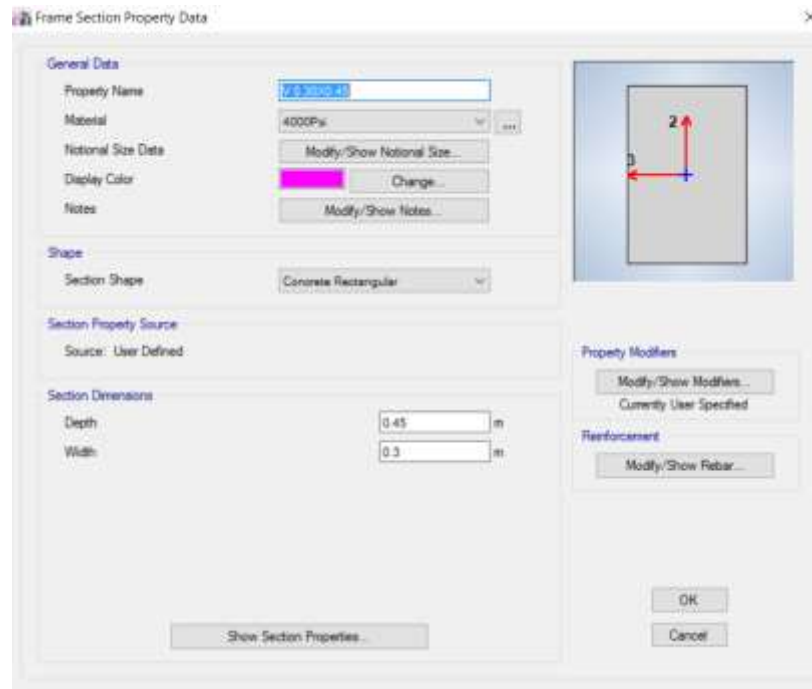 Frame Section Property Data
General Data
Property Name V 0.30X0.45
Material 4000Psi ...
Notional Size Data Modify/Show Notional Size...
Display Color Change...
Notes Modify/Show Notes...
2
3
Shape
Section Shape Concrete Rectangular
Section Property Source
Source: User Defined
Property Modifiers
Modify/Show Modifiers...
Currently User Specified
Section Dimensions
Depth 0.45 m
Width 0.3 m
Reinforcement
Modify/Show Rebar...
OK
Show Section Properties...
Cancel